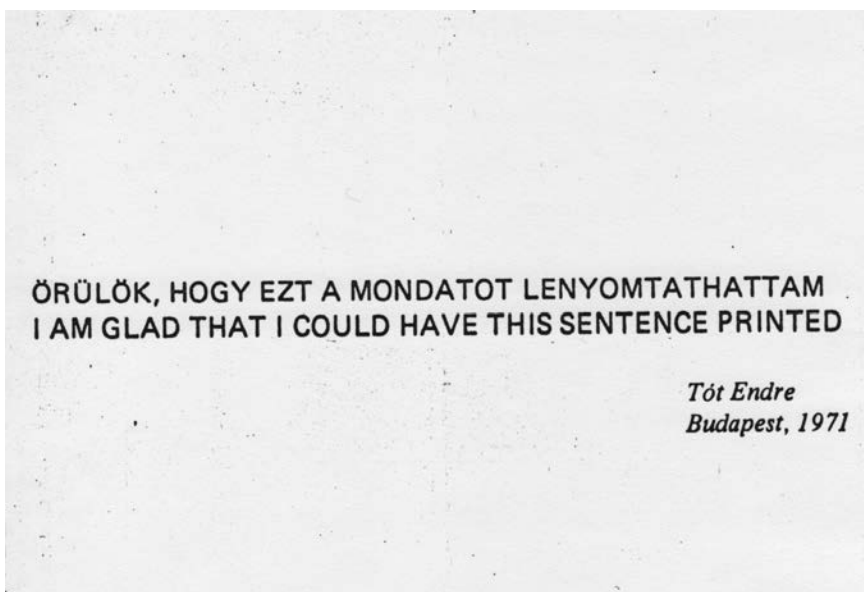 ÖRÜLÖK, HOGY EZT A MONDATOT LENYOMTATHATTAM
I AM GLAD THAT I COULD HAVE THIS SENTENCE PRINTED
Tót Endre
Budapest, 1971